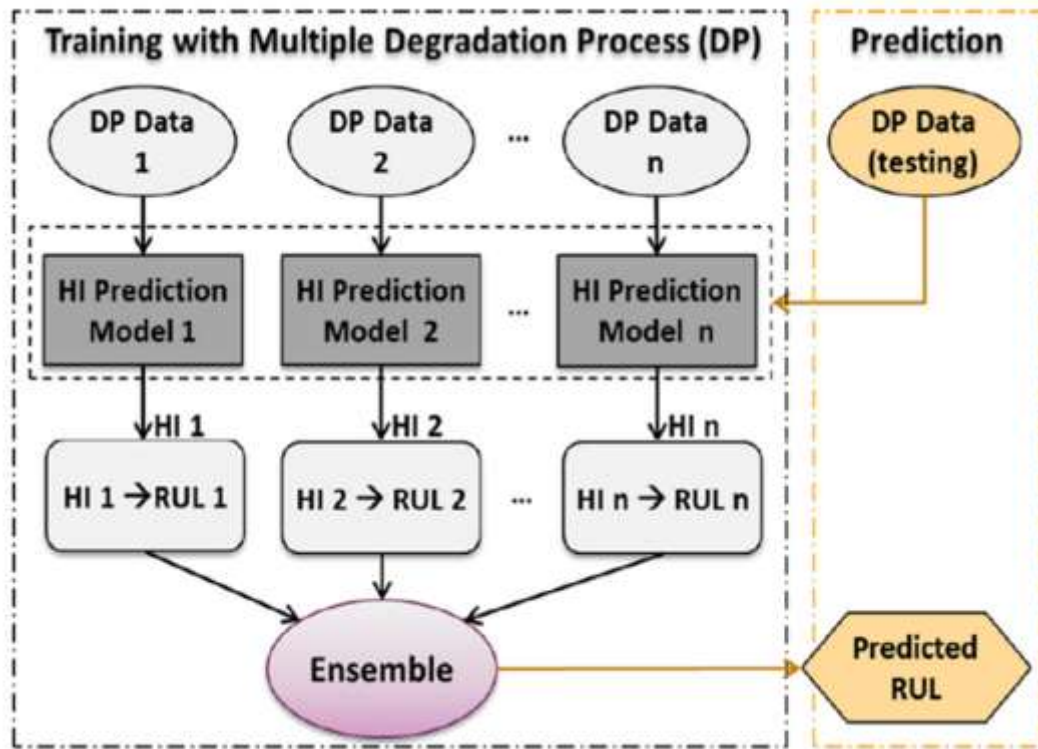 Training with Multiple Degradation Process (DP)
Prediction
DP Data
1
DP Data
2
...
DP Data
n
DP Data
(testing)
HI Prediction
Model 1
HI Prediction
Model 2
...
HI Prediction
Model n
HI 1
HI 2
HI n
HI 1 →RUL 1
HI 2 → RUL 2
...
HI n → RUL n
Ensemble
Predicted
RUL